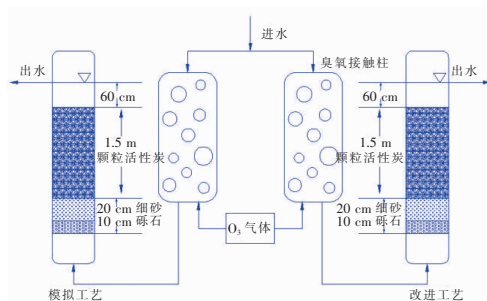 进水
出水
臭氧接触柱
出水
60 cm
60 cm
1.5 m
颗粒活性炭
1.5 m
颗粒活性炭
20 cm 细砂
10 cm 砾石
O₃ 气体
20 cm 细砂
10 cm 砾石
模拟工艺
改进工艺